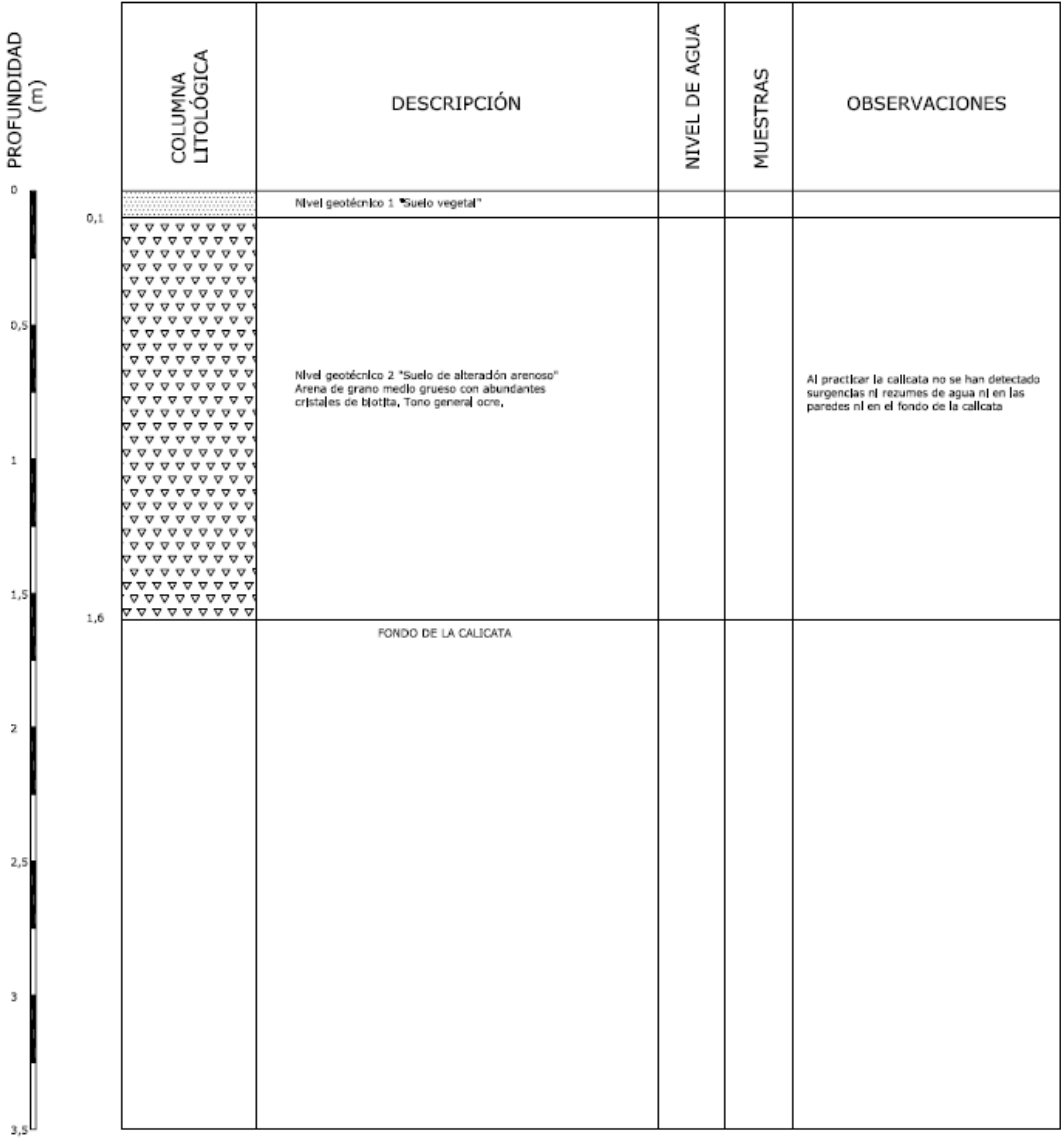 PROFUNDIDAD
(m)
COLUMNA
LITOLÓGICA
DESCRIPCIÓN
NIVEL DE AGUA
MUESTRAS
OBSERVACIONES
0
Nivel geotécnico 1 "Suelo vegetal"
0,1
0,5
Nivel geotécnico 2 "Suelo de alteración arenoso"
Arena de grano medio grueso con abundantes
cristales de biotita. Tono general ocre.
Al practicar la calicata no se han detectado
surgencias ni rezumes de agua ni en las
paredes ni en el fondo de la calicata
1
1,5
1,6
FONDO DE LA CALICATA
2
2,5
3
3,5